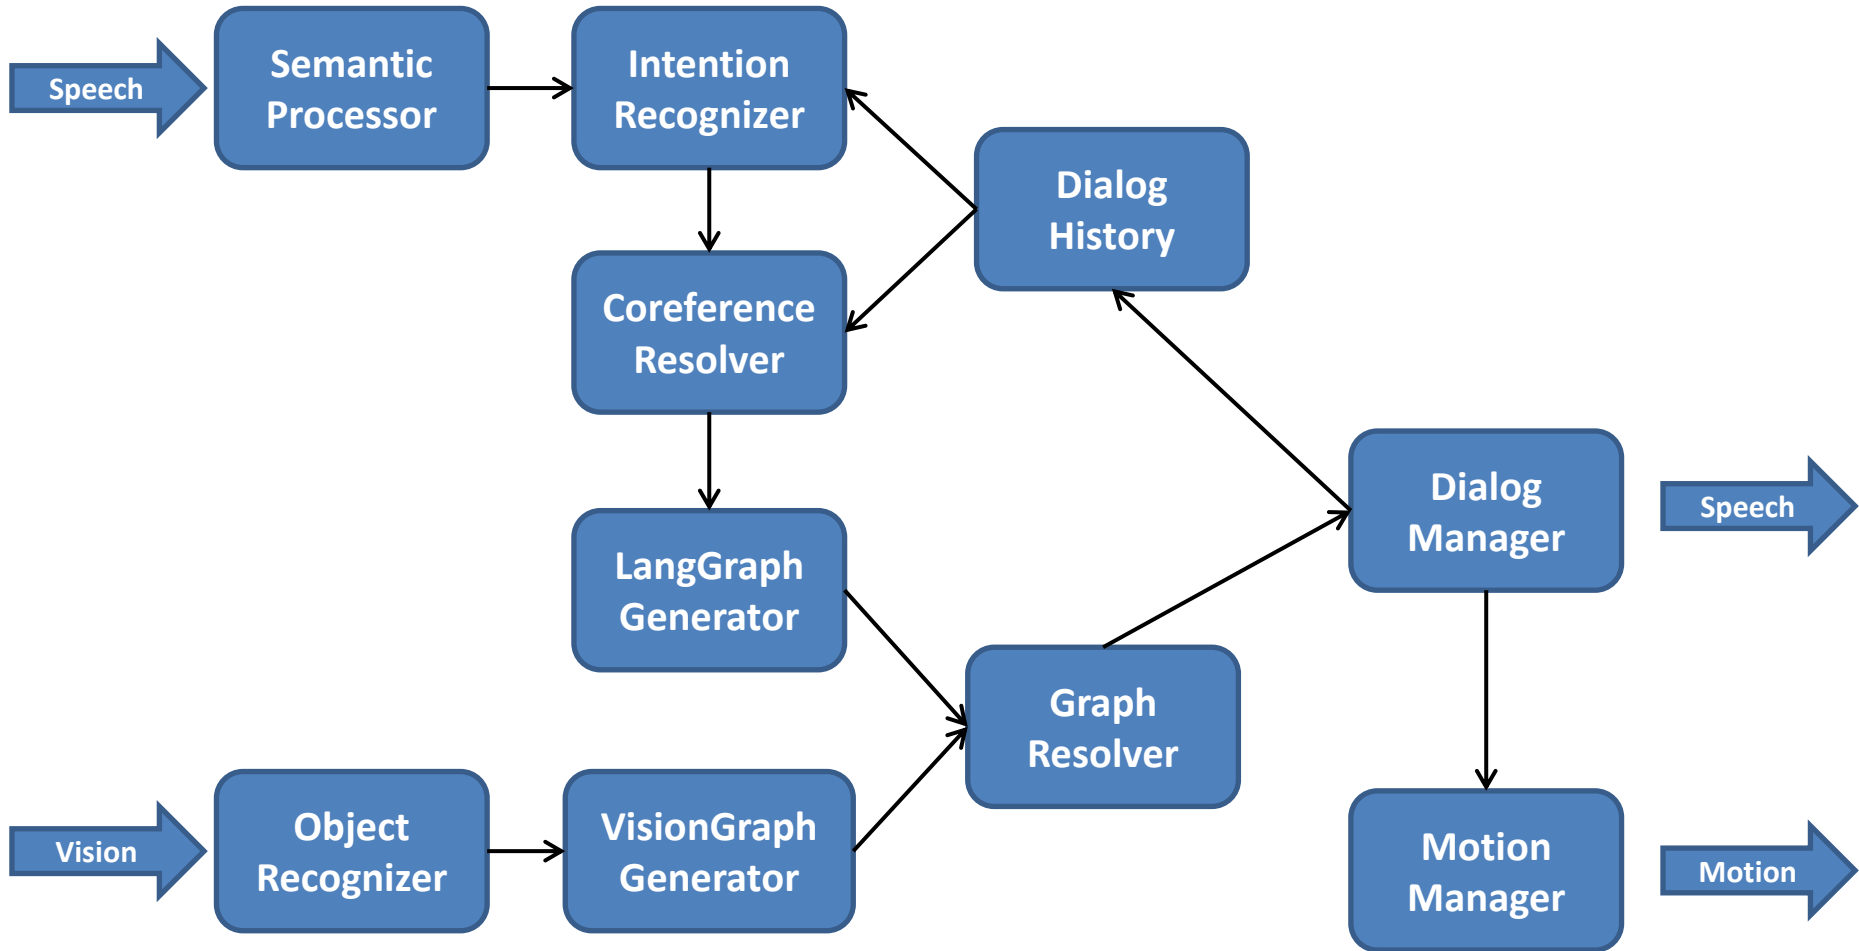 Speech
Semantic
Processor
Intention
Recognizer
Dialog
History
Coreference
Resolver
LangGraph
Generator
Dialog
Manager
Speech
Graph
Resolver
Vision
Object
Recognizer
VisionGraph
Generator
Motion
Manager
Motion